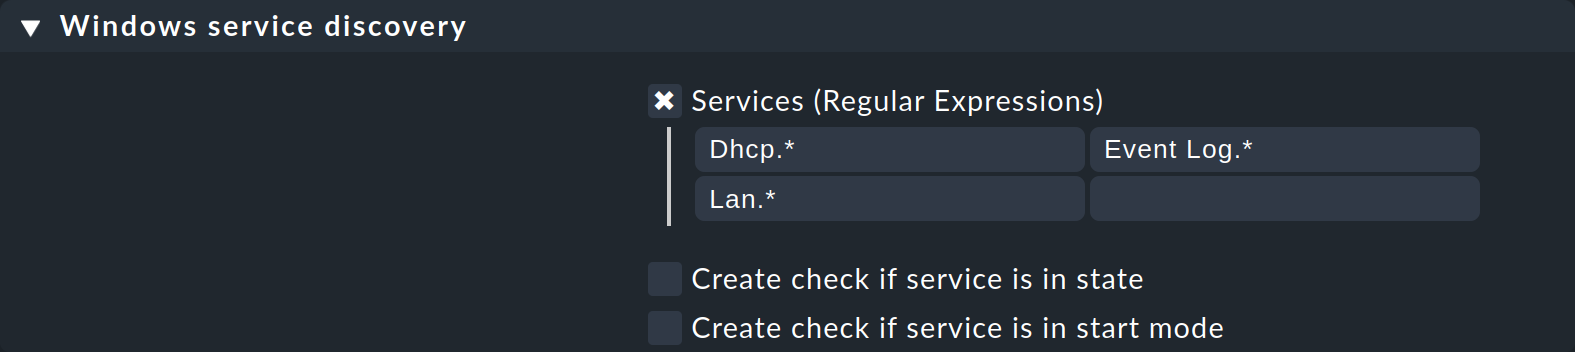 Windows service discovery
Services (Regular Expressions)
Dhcp.* Event Log.*
Lan.*
Create check if service is in state
Create check if service is in start mode